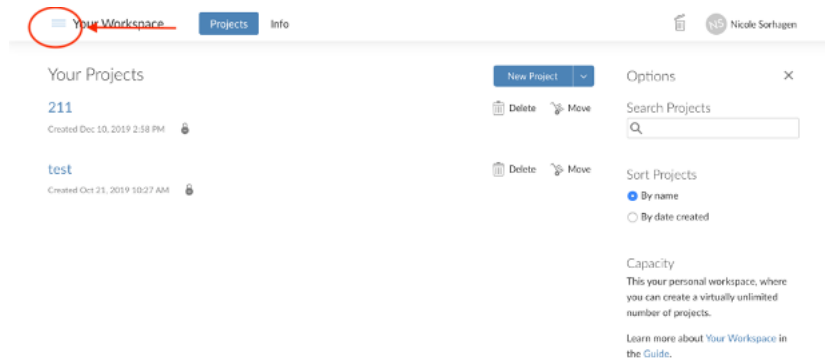 Your Workspace Projects Info NS Nicole Sorhagen
Your Projects New Project Options
211 Delete Move Search Projects
Created Dec 10, 2019 2:58 PM
test Delete Move Sort Projects
Created Oct 21, 2019 10:27 AM By name
By date created
Capacity
This your personal workspace, where
you can create a virtually unlimited
number of projects.
Learn more about Your Workspace in
the Guide.